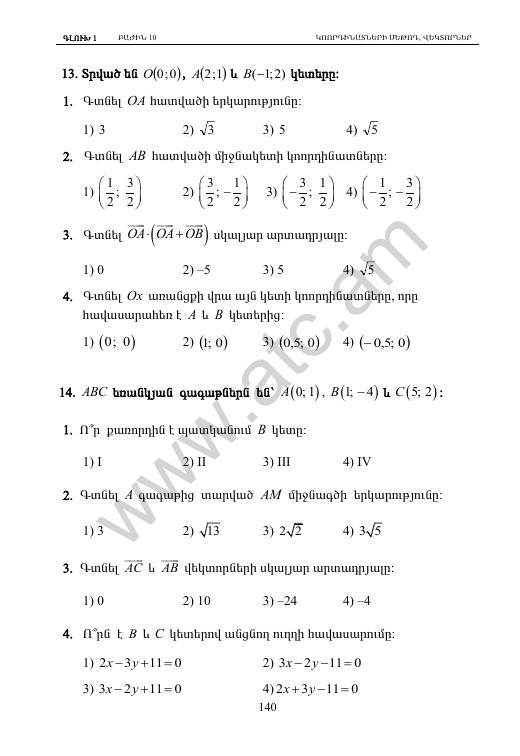 ԳԼՈՒԽ 1 ԲԱԺԻՆ 10 ԿՈՈՐԴԻՆԱՏՆԵՐԻ ՄԵԹՈԴ, ՎԵԿՏՈՐՆԵՐ
13. Տրված են O(0;0), A(2;1) և B(−1;2) կետերը:
1. Գտնել OA հատվածի երկարությունը:
1) 3 2) √3 3) 5 4) √5
2. Գտնել AB հատվածի միջնակետի կոորդինատները:
1) (1/2; 3/2) 2) (3/2; −1/2) 3) (−3/2; 1/2) 4) (−1/2; −3/2)
3. Գտնել OA·(OA+OB) սկալյար արտադրյալը:
1) 0 2) –5 3) 5 4) √5
4. Գտնել Ox առանցքի վրա այն կետի կոորդինատները, որը
հավասարահեռ է A և B կետերից:
1) (0; 0) 2) (1; 0) 3) (0,5; 0) 4) (−0,5; 0)
14. ABC եռանկյան գագաթներն են՝ A(0; 1), B(1; −4) և C(5; 2):
1. Ո՞ր քառորդին է պատկանում B կետը:
1) I 2) II 3) III 4) IV
2. Գտնել A գագաթից տարված AM միջնագծի երկարությունը:
1) 3 2) √13 3) 2√2 4) 3√5
3. Գտնել AC և AB վեկտորների սկալյար արտադրյալը:
1) 0 2) 10 3) –24 4) –4
4. Ո՞րն է B և C կետերով անցնող ուղղի հավասարումը:
1) 2x−3y+11=0 2) 3x−2y−11=0
3) 3x−2y+11=0 4) 2x+3y−11=0
140
www.atc.am